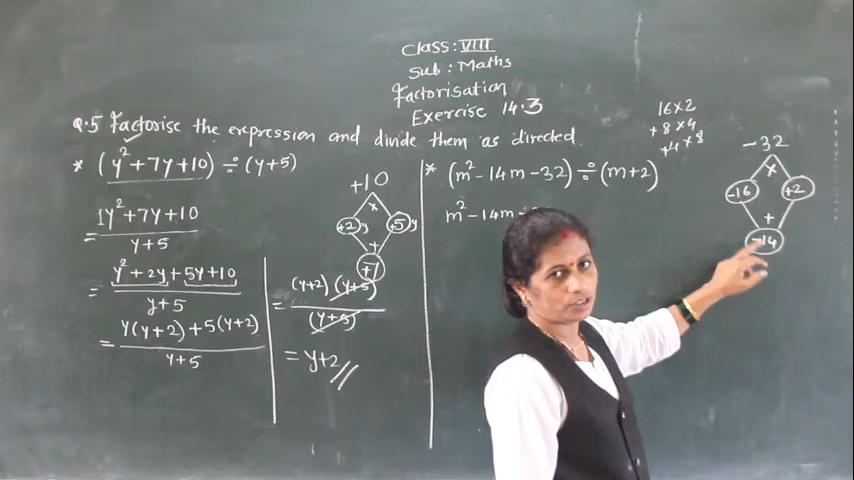 Class: VIII
Sub: Maths
Factorisation
Exercise 14.3
Q.5 Factorise the expression and divide them as directed.
* (y²+7y+10) ÷ (y+5)
= 1y²+7y+10 / y+5
= y²+2y+5y+10 / y+5
= y(y+2)+5(y+2) / y+5
+10
×
+2 y +5 y
+
+7
= (y+2)(y+5) / (y+5)
= y+2 //
* (m²-14m-32) ÷ (m+2)
m²-14m-3
16×2
+8×4
+4×8
-32
×
-16 +2
+
-14